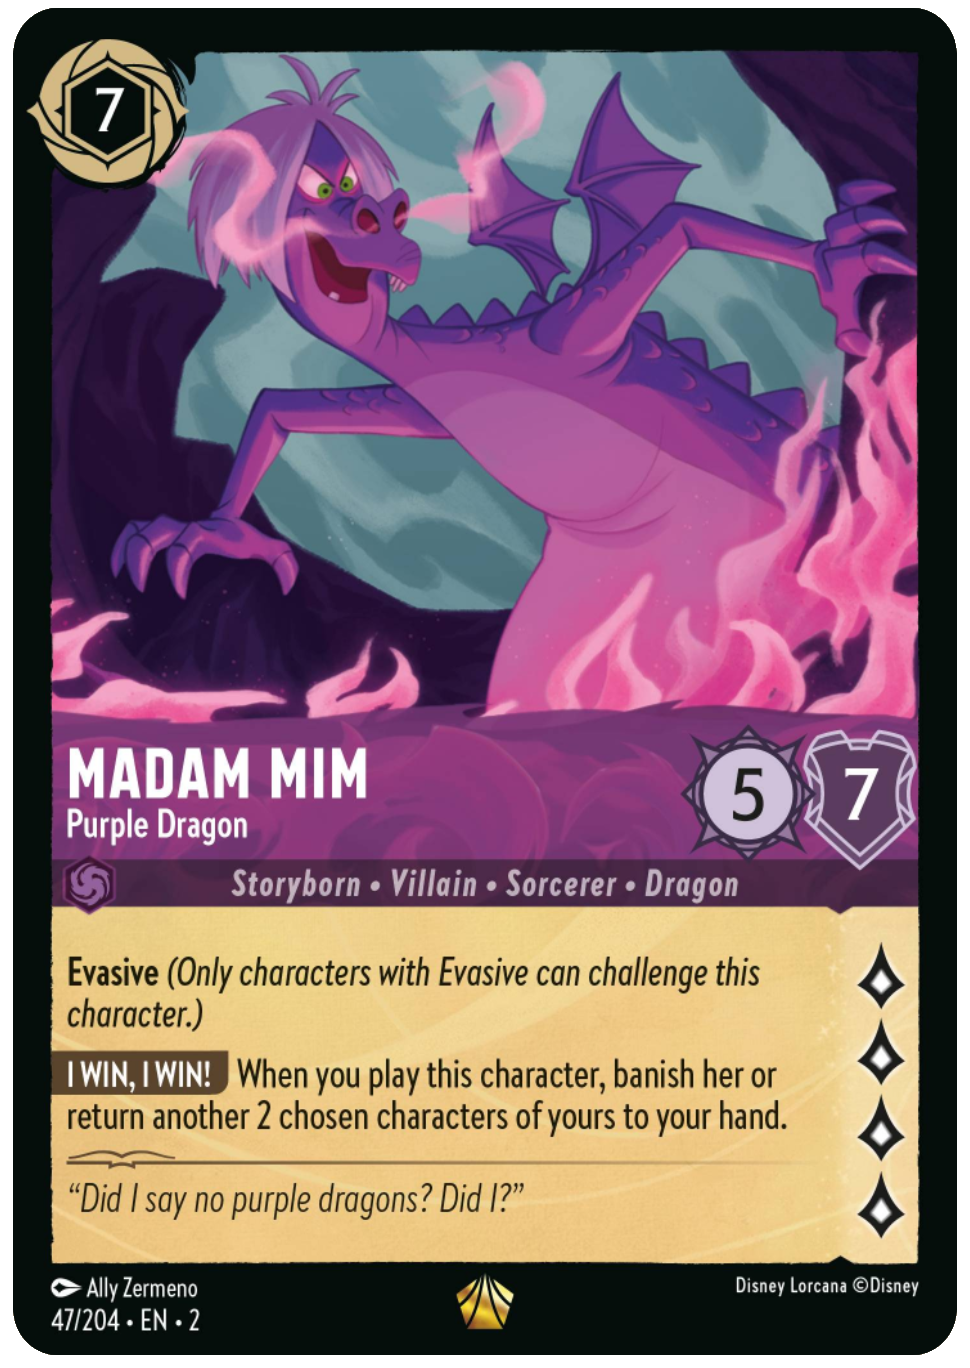 7
MADAM MIM
Purple Dragon
5
7
Storyborn • Villain • Sorcerer • Dragon
Evasive (Only characters with Evasive can challenge this
character.)
I WIN, I WIN! When you play this character, banish her or
return another 2 chosen characters of yours to your hand.
“Did I say no purple dragons? Did I?”
Ally Zermeno
47/204 • EN • 2
Disney Lorcana ©Disney